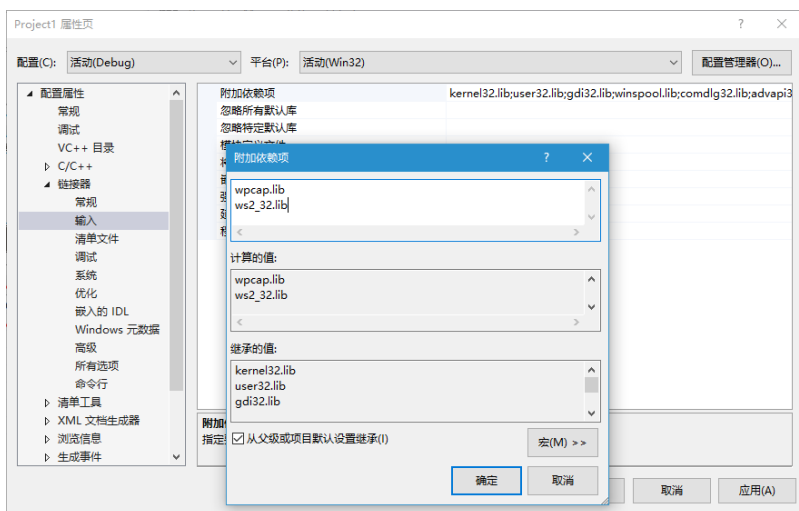 Project1 属性页
配置(C): 活动(Debug) 平台(P): 活动(Win32) 配置管理器(O)...
配置属性
常规
调试
VC++ 目录
C/C++
链接器
常规
输入
清单文件
调试
系统
优化
嵌入的 IDL
Windows 元数据
高级
所有选项
命令行
清单工具
XML 文档生成器
浏览信息
生成事件
附加依赖项 kernel32.lib;user32.lib;gdi32.lib;winspool.lib;comdlg32.lib;advapi3
忽略所有默认库
忽略特定默认库
附加依赖项
wpcap.lib
ws2_32.lib
计算的值:
wpcap.lib
ws2_32.lib
继承的值:
kernel32.lib
user32.lib
gdi32.lib
从父级或项目默认设置继承(I)
宏(M) >>
确定 取消
附加
指定
取消 应用(A)